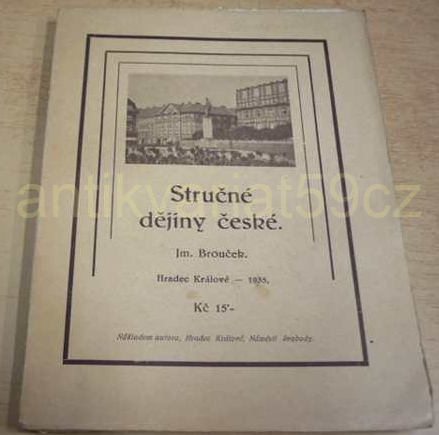 Stručné
dějiny české.
Jm. Brouček.
Hradec Králové — 1935.
Kč 15'-
Nákladem autora, Hradec Králové, Náměstí Svobody.
antikvariat59cz